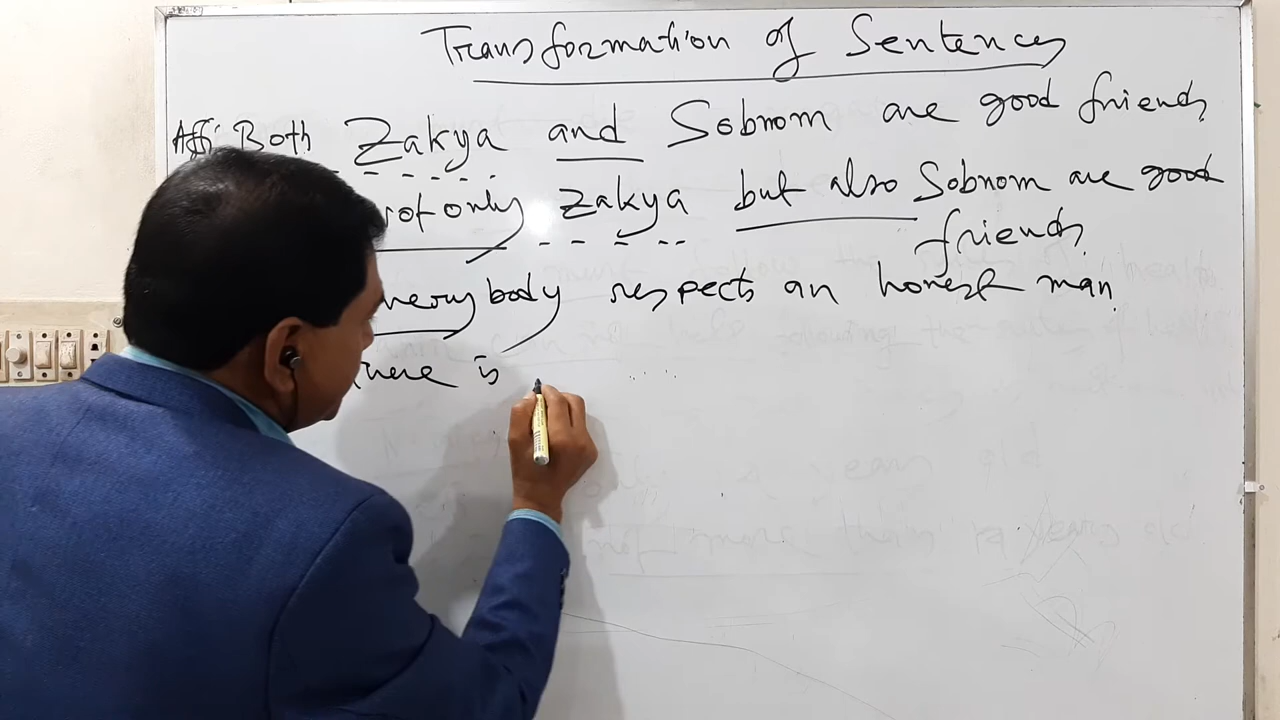 Transformation of Sentences
Aff: Both Zakya and Sobnom are good friends
not only Zakya but also Sobnom are good
friends
everybody respects an honest man.
there is